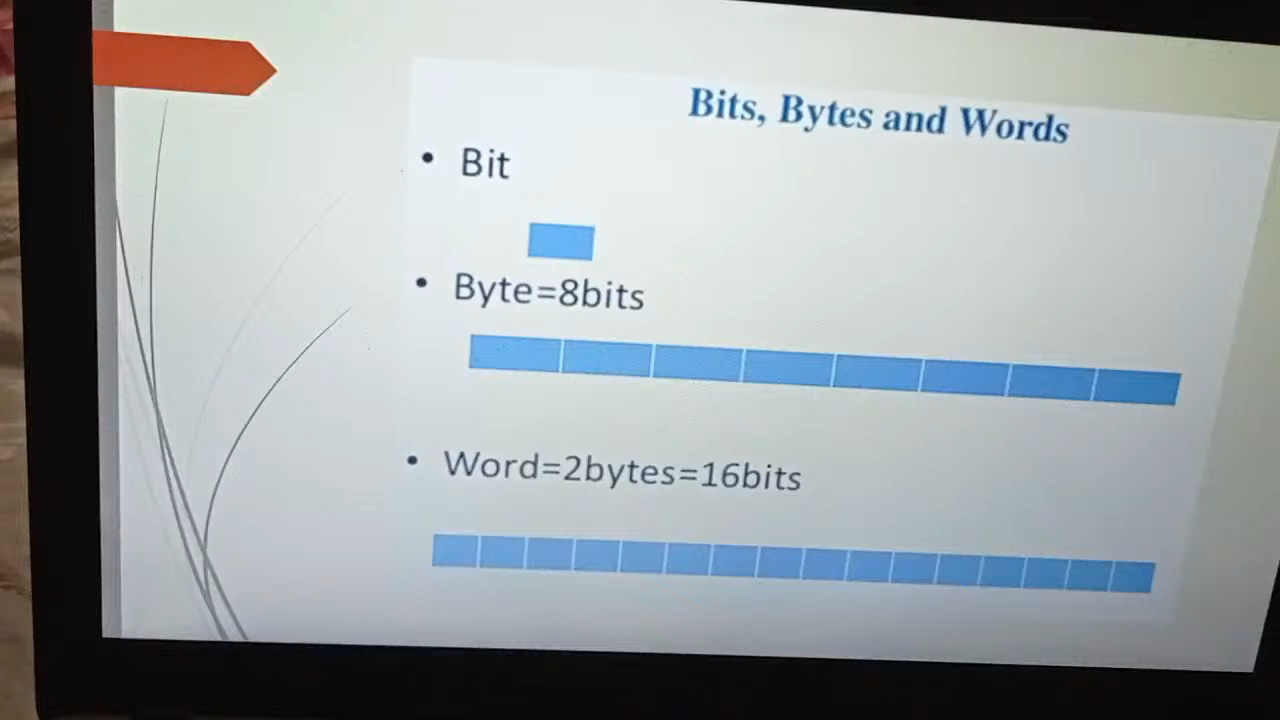 Bits, Bytes and Words
• Bit
• Byte=8bits
• Word=2bytes=16bits